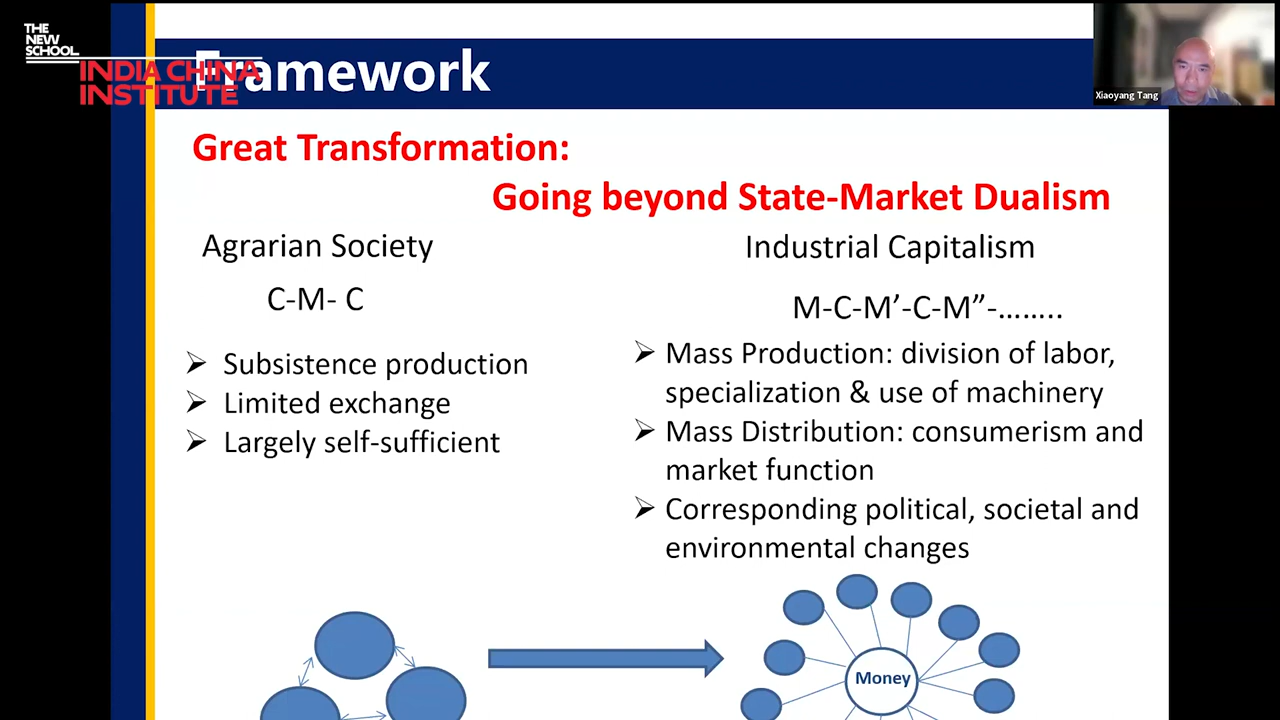 THE
NEW
SCHOOL
INDIA CHINA
INSTITUTE
Framework
Xiaoyang Tang
Great Transformation:
Going beyond State-Market Dualism
Agrarian Society
C-M- C
➢ Subsistence production
➢ Limited exchange
➢ Largely self-sufficient
Industrial Capitalism
M-C-M’-C-M”-……..
➢ Mass Production: division of labor,
specialization & use of machinery
➢ Mass Distribution: consumerism and
market function
➢ Corresponding political, societal and
environmental changes
Money